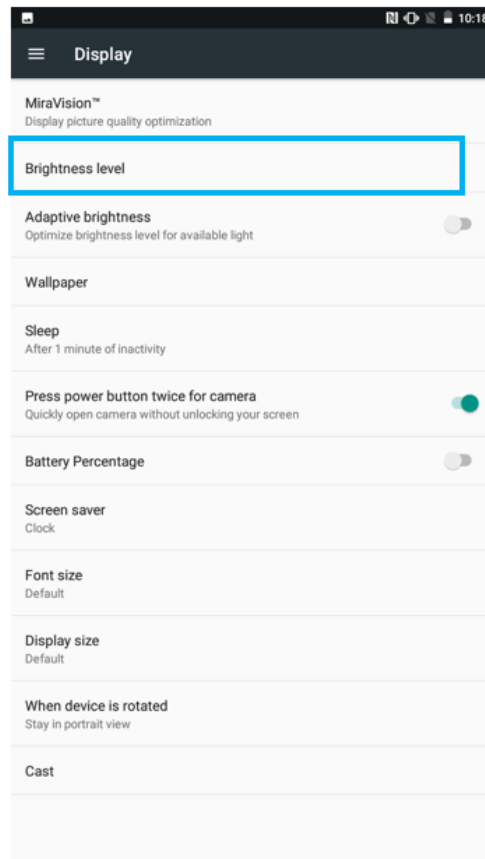 10:18
Display
MiraVision™
Display picture quality optimization
Brightness level
Adaptive brightness
Optimize brightness level for available light
Wallpaper
Sleep
After 1 minute of inactivity
Press power button twice for camera
Quickly open camera without unlocking your screen
Battery Percentage
Screen saver
Clock
Font size
Default
Display size
Default
When device is rotated
Stay in portrait view
Cast